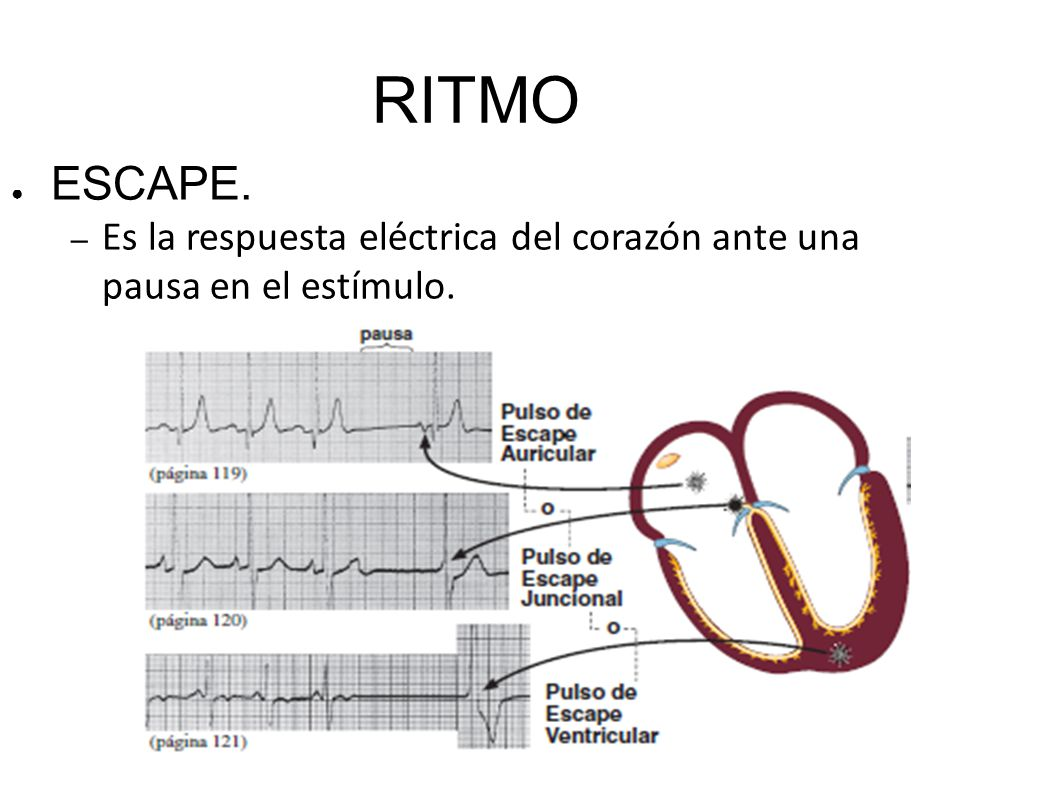 RITMO
● ESCAPE.
– Es la respuesta eléctrica del corazón ante una
pausa en el estímulo.
pausa
Pulso de
Escape
Auricular
(página 119)
o
Pulso de
Escape
Juncional
(página 120)
o
Pulso de
Escape
Ventricular
(página 121)